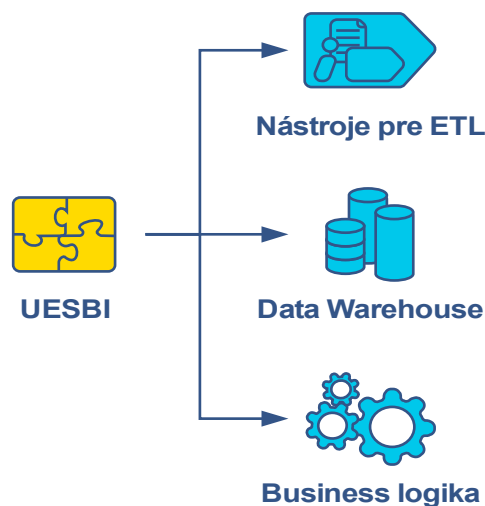 Nástroje pre ETL
UESBI
Data Warehouse
Business logika